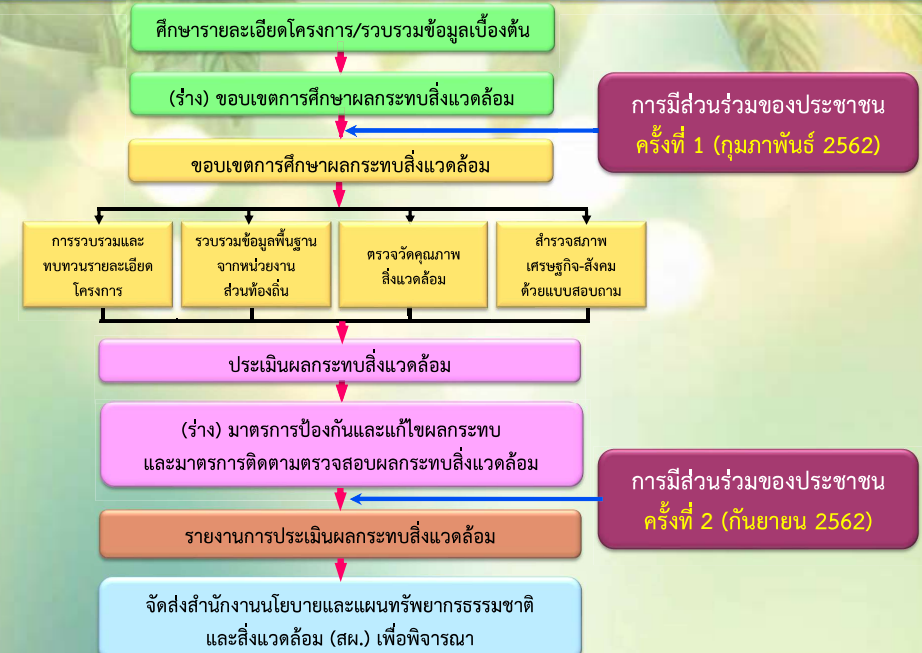 ศึกษารายละเอียดโครงการ/รวบรวมข้อมูลเบื้องต้น
(ร่าง) ขอบเขตการศึกษาผลกระทบสิ่งแวดล้อม
การมีส่วนร่วมของประชาชน
ครั้งที่ 1 (กุมภาพันธ์ 2562)
ขอบเขตการศึกษาผลกระทบสิ่งแวดล้อม
การรวบรวมและ
ทบทวนรายละเอียด
โครงการ
รวบรวมข้อมูลพื้นฐาน
จากหน่วยงาน
ส่วนท้องถิ่น
ตรวจวัดคุณภาพ
สิ่งแวดล้อม
สำรวจสภาพ
เศรษฐกิจ-สังคม
ด้วยแบบสอบถาม
ประเมินผลกระทบสิ่งแวดล้อม
(ร่าง) มาตรการป้องกันและแก้ไขผลกระทบ
และมาตรการติดตามตรวจสอบผลกระทบสิ่งแวดล้อม
การมีส่วนร่วมของประชาชน
ครั้งที่ 2 (กันยายน 2562)
รายงานการประเมินผลกระทบสิ่งแวดล้อม
จัดส่งสำนักงานนโยบายและแผนทรัพยากรธรรมชาติ
และสิ่งแวดล้อม (สผ.) เพื่อพิจารณา